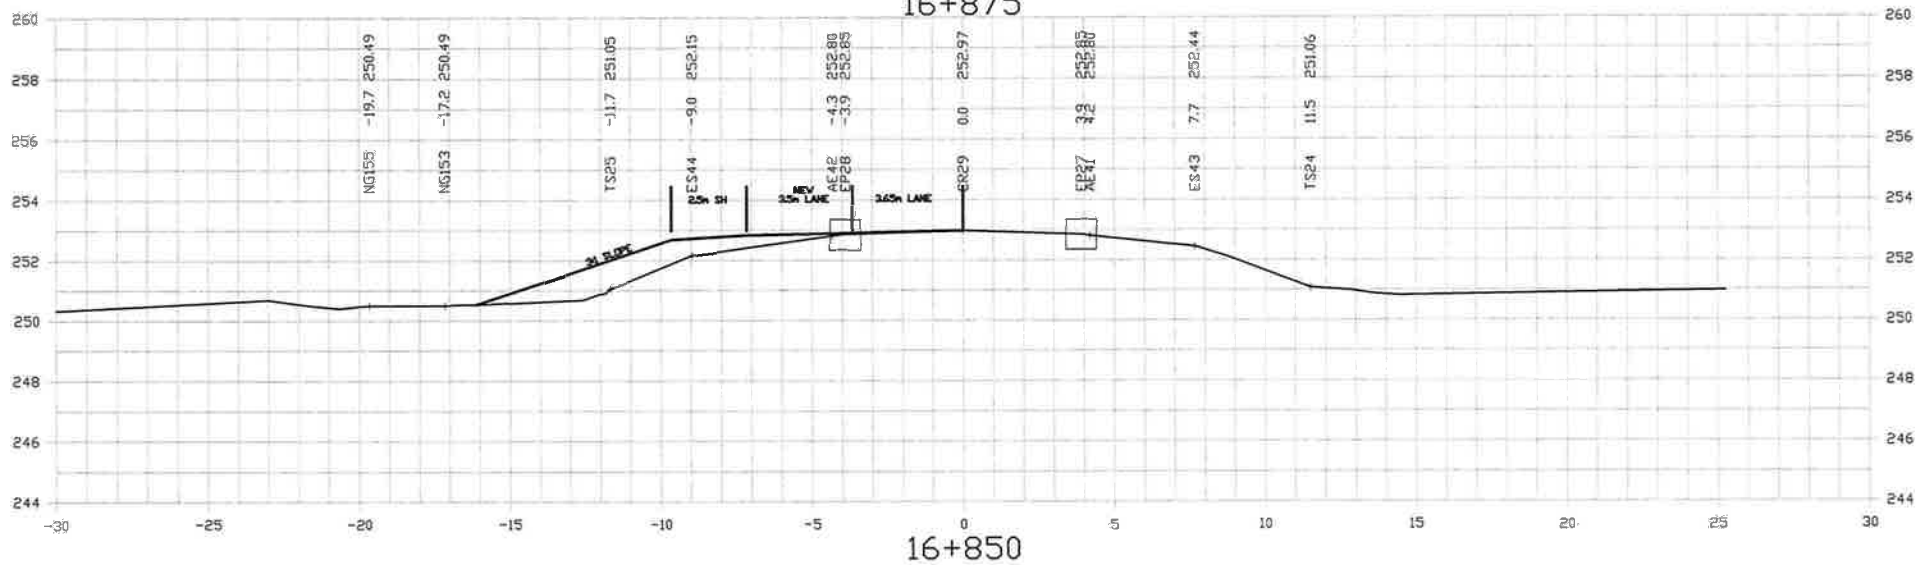 16+875
260 260
NG155 -19.7 250.49
NG153 -17.2 250.49
TS25 -11.7 251.05
ES44 -9.0 252.15
AE42 -4.3 252.80
EP28 -3.9 252.85
CR29 0.0 252.97
EP27 3.9 252.85
AE41 4.2 252.80
ES43 7.7 252.44
TS24 11.5 251.06
258 258
256 256
254 254
2.5m SH
NEW
3.5m LANE
3.65m LANE
3:1 SLOPE
252 252
250 250
248 248
246 246
244 244
-30 -25 -20 -15 -10 -5 0 5 10 15 20 25 30
16+850